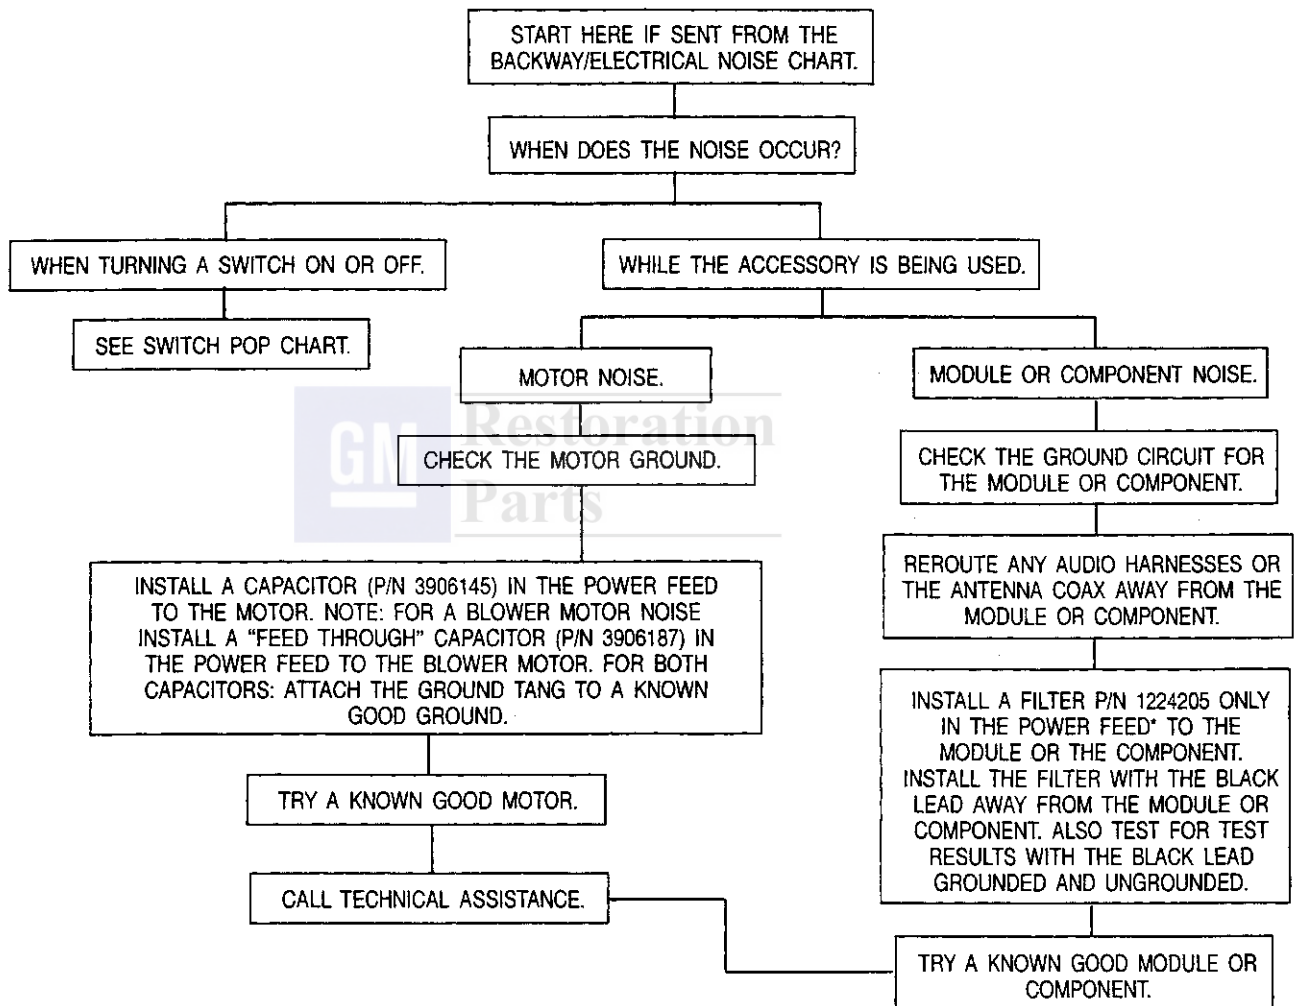 START HERE IF SENT FROM THE
BACKWAY/ELECTRICAL NOISE CHART.
WHEN DOES THE NOISE OCCUR?
WHEN TURNING A SWITCH ON OR OFF.
WHILE THE ACCESSORY IS BEING USED.
SEE SWITCH POP CHART.
MOTOR NOISE.
MODULE OR COMPONENT NOISE.
GM
Restoration
Parts
CHECK THE MOTOR GROUND.
CHECK THE GROUND CIRCUIT FOR
THE MODULE OR COMPONENT.
INSTALL A CAPACITOR (P/N 3906145) IN THE POWER FEED
TO THE MOTOR. NOTE: FOR A BLOWER MOTOR NOISE
INSTALL A “FEED THROUGH” CAPACITOR (P/N 3906187) IN
THE POWER FEED TO THE BLOWER MOTOR. FOR BOTH
CAPACITORS: ATTACH THE GROUND TANG TO A KNOWN
GOOD GROUND.
REROUTE ANY AUDIO HARNESSES OR
THE ANTENNA COAX AWAY FROM THE
MODULE OR COMPONENT.
INSTALL A FILTER P/N 1224205 ONLY
IN THE POWER FEED* TO THE
MODULE OR THE COMPONENT.
INSTALL THE FILTER WITH THE BLACK
LEAD AWAY FROM THE MODULE OR
COMPONENT. ALSO TEST FOR TEST
RESULTS WITH THE BLACK LEAD
GROUNDED AND UNGROUNDED.
TRY A KNOWN GOOD MOTOR.
CALL TECHNICAL ASSISTANCE.
TRY A KNOWN GOOD MODULE OR
COMPONENT.